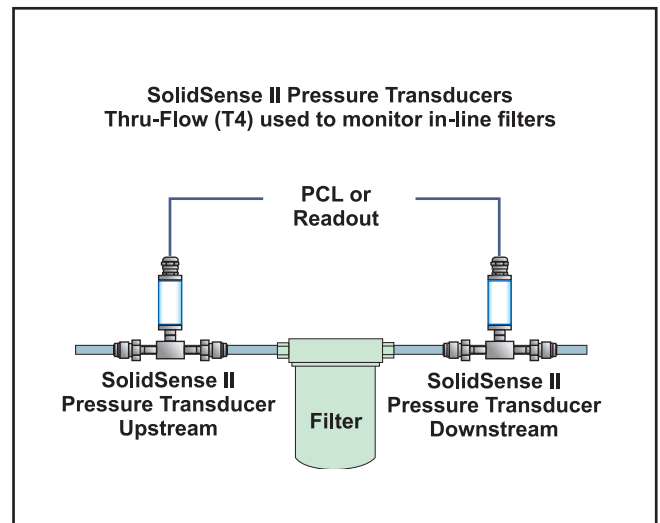 SolidSense II Pressure Transducers
Thru-Flow (T4) used to monitor in-line filters
PCL or
Readout
SolidSense II
Pressure Transducer
Upstream
Filter
SolidSense II
Pressure Transducer
Downstream